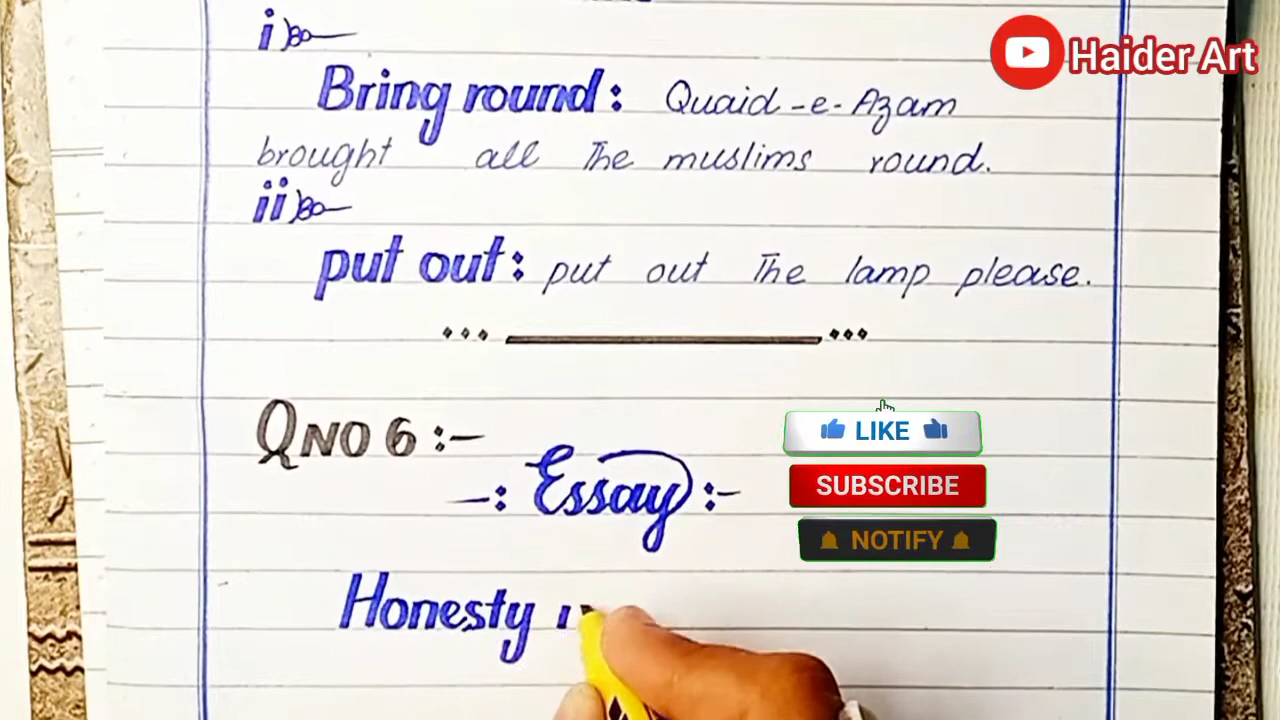 Haider Art
i
Bring round: Quaid-e-Azam
brought all The muslims round.
ii
put out: put out The lamp please.
QNO 6 :-
-: Essay :-
LIKE
SUBSCRIBE
NOTIFY
Honesty